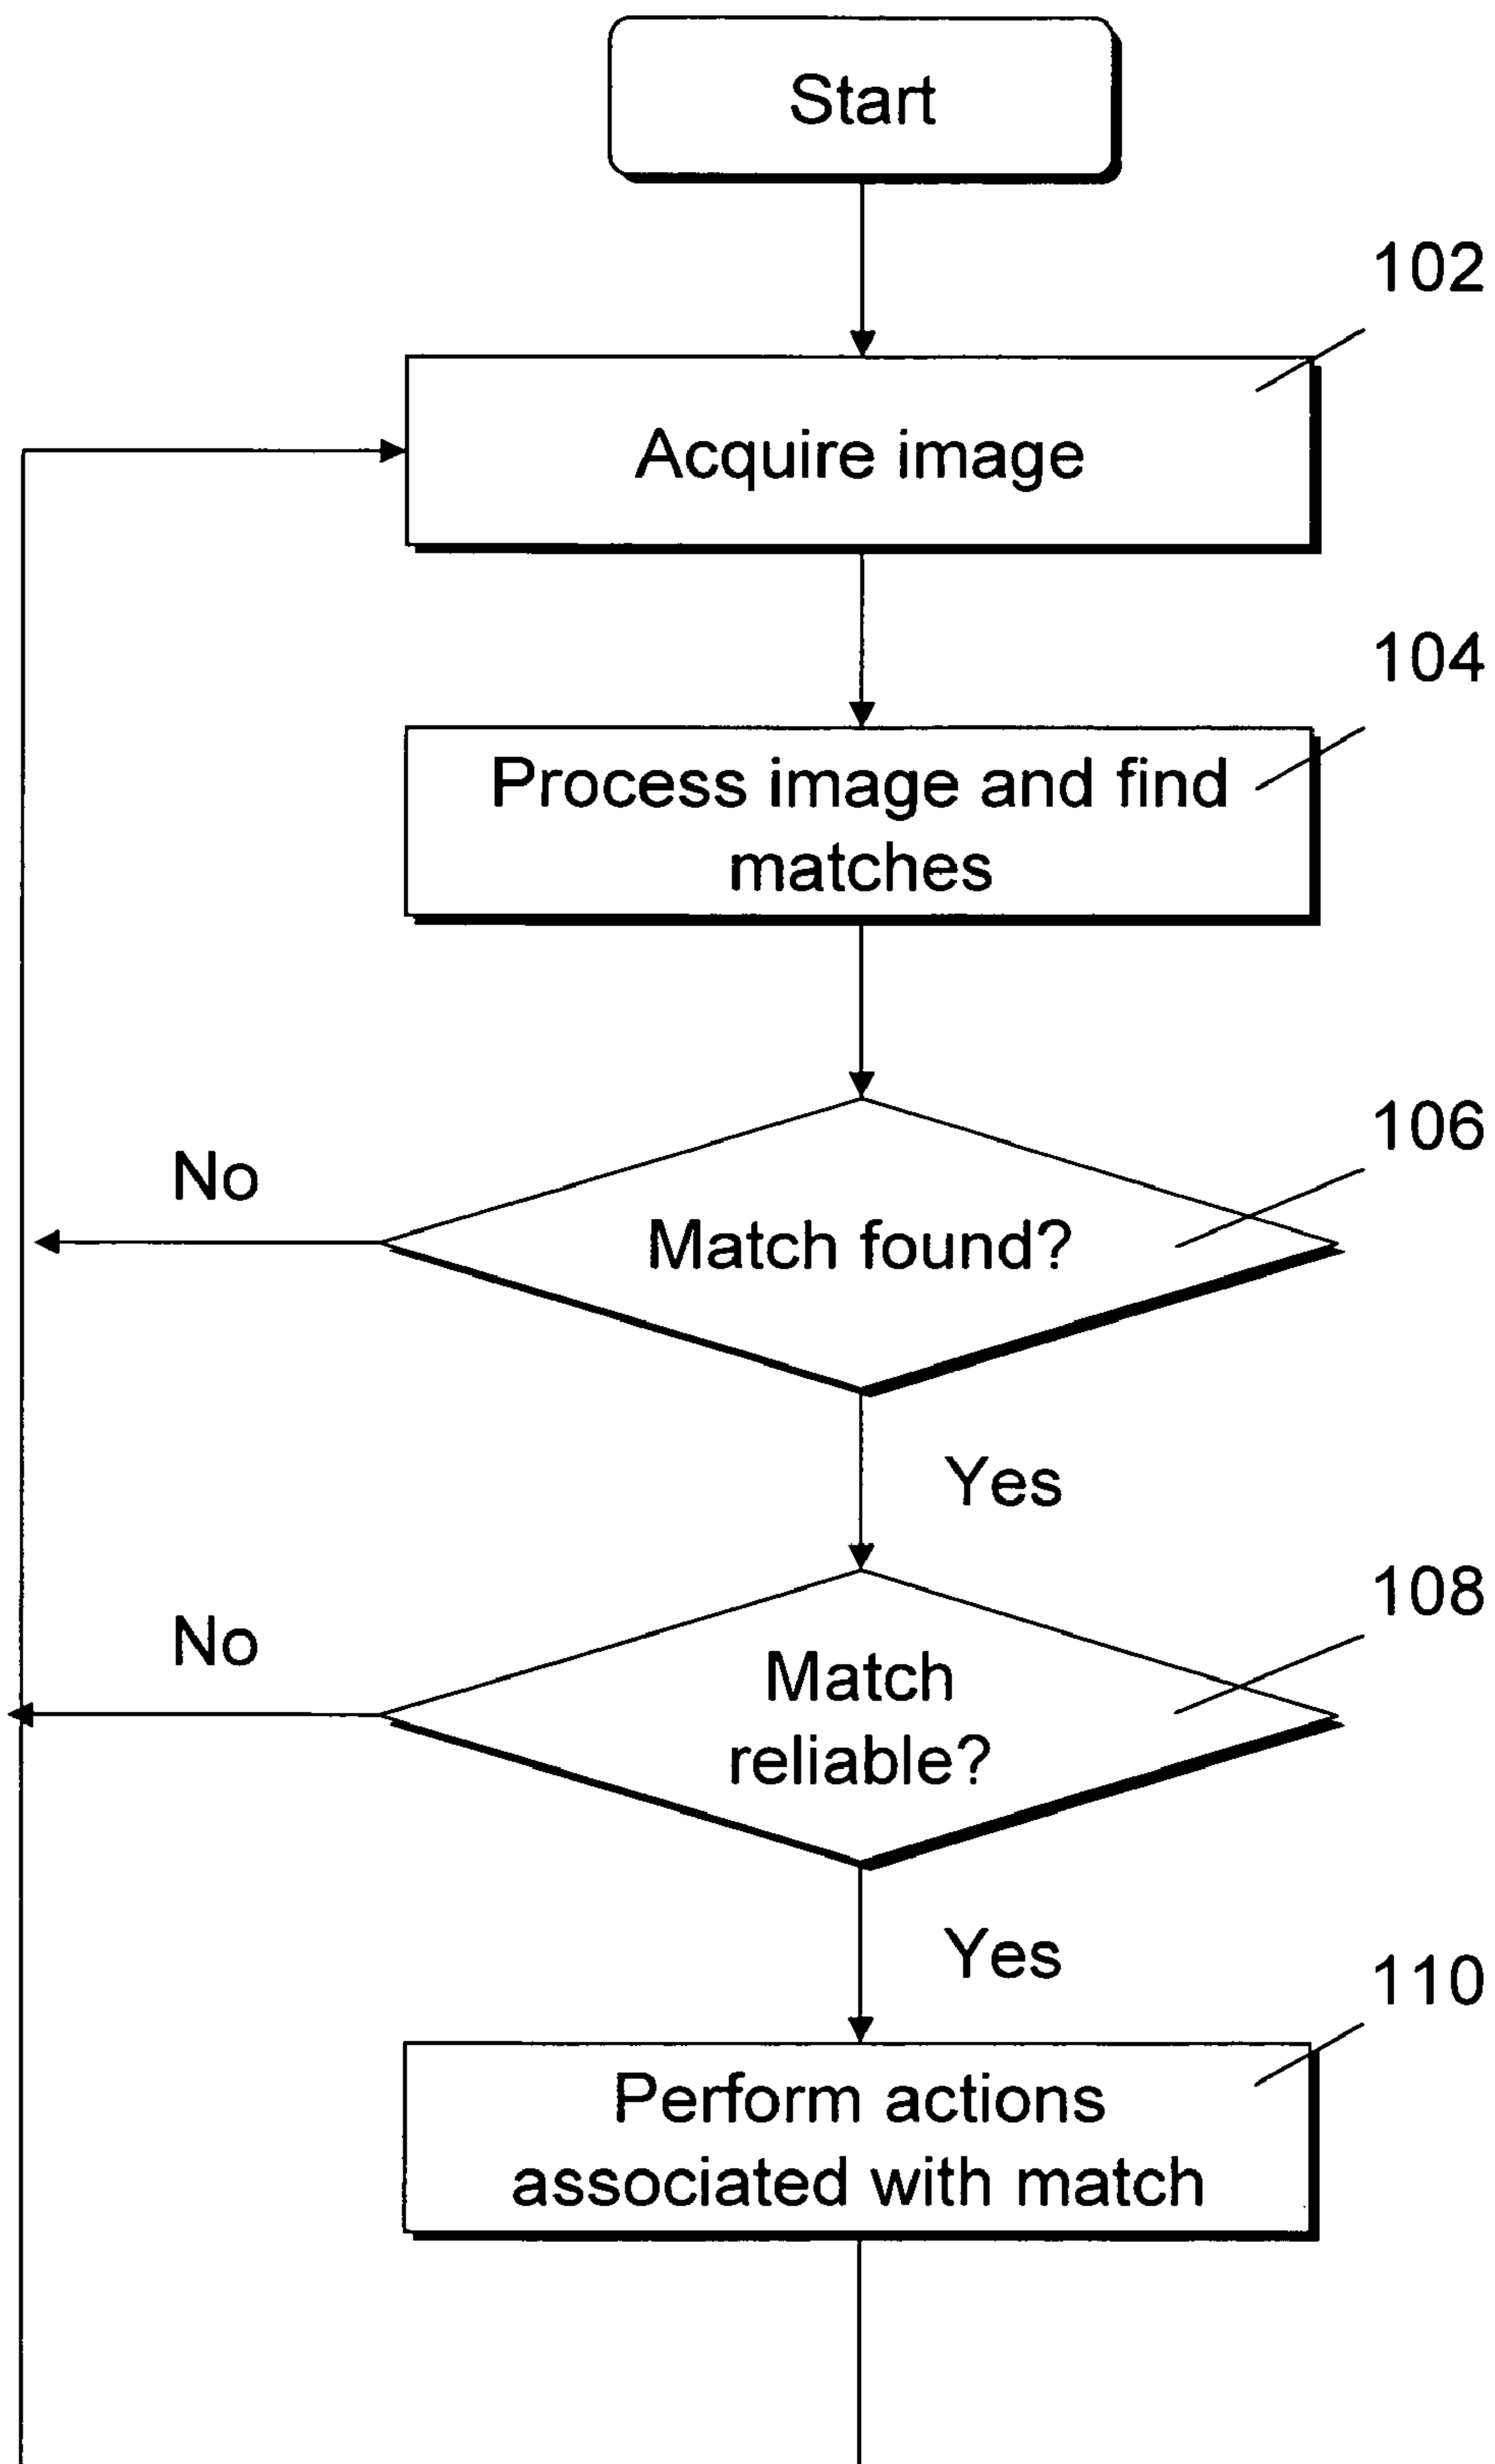 Start
102
Acquire image
104
Process image and find
matches
106
No
Match found?
Yes
108
No
Match
reliable?
Yes
110
Perform actions
associated with match